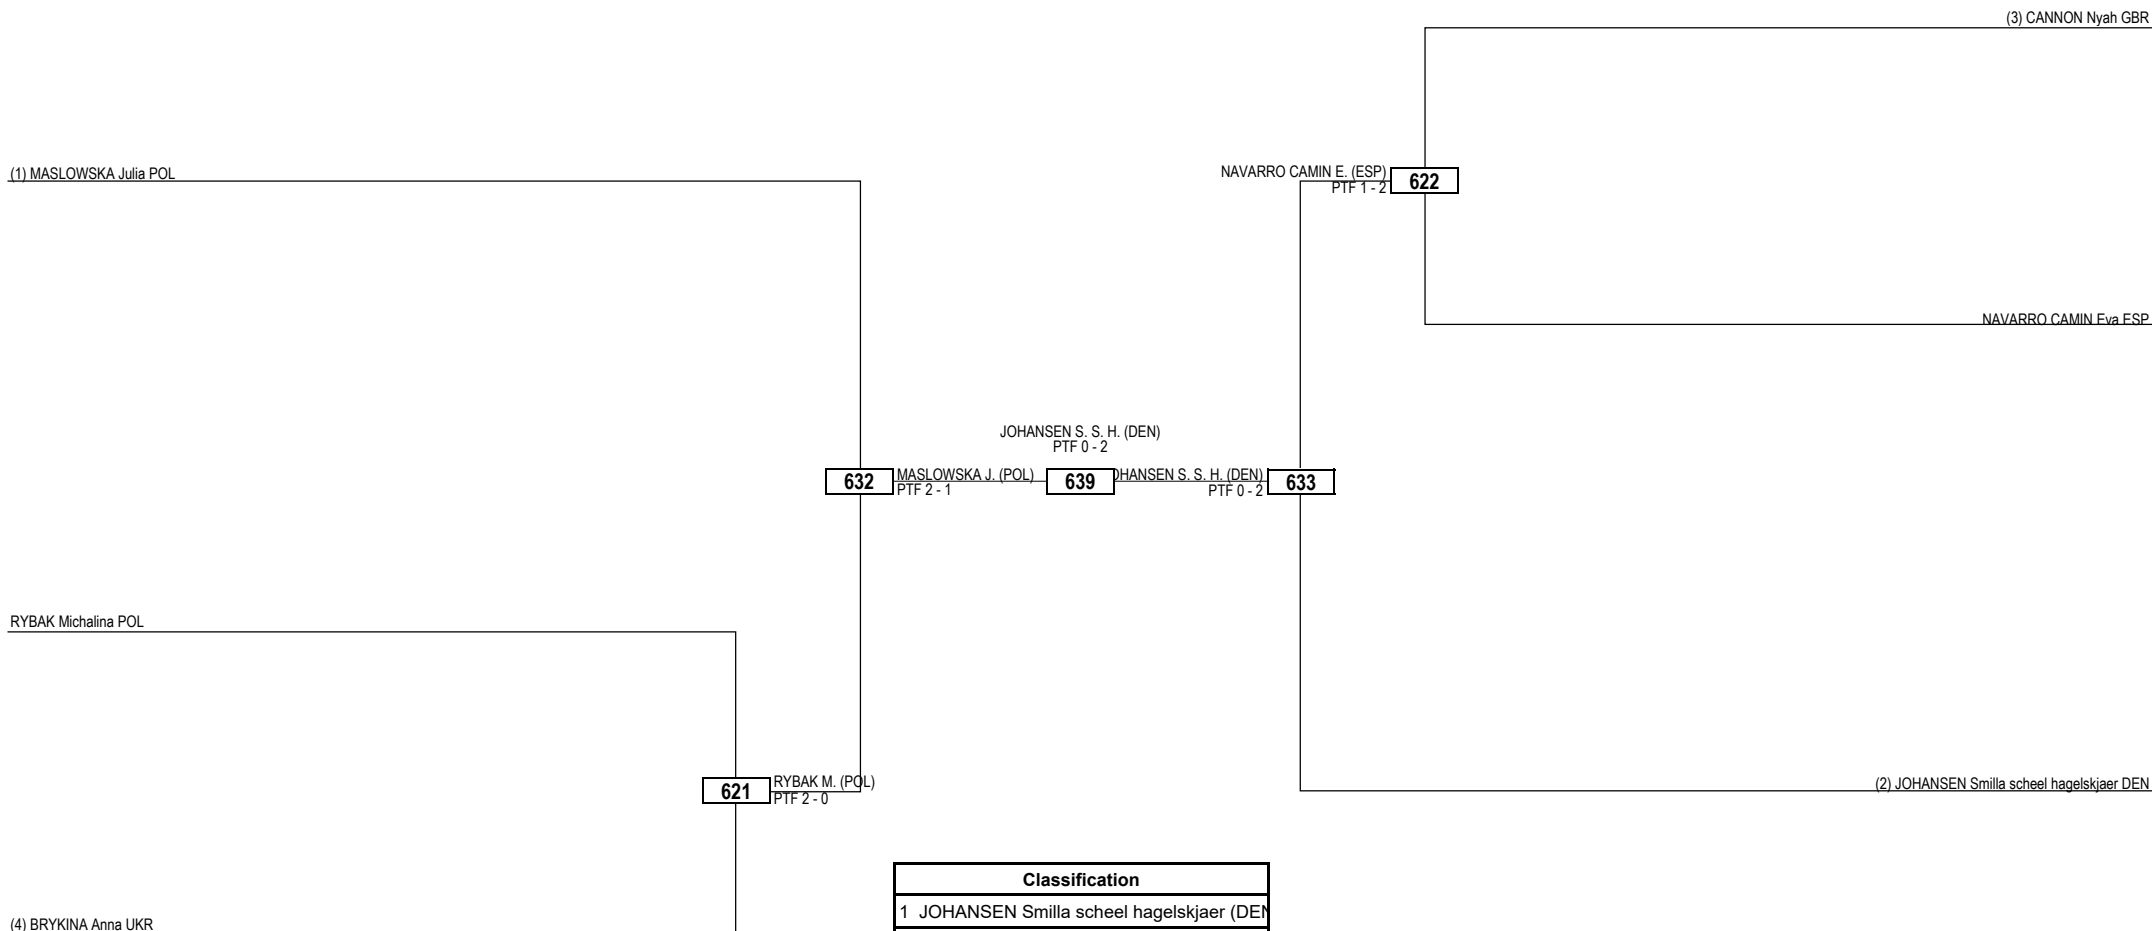 (3) CANNON Nyah GBR
(1) MASLOWSKA Julia POL
NAVARRO CAMIN E. (ESP)
PTF 1 - 2
622
NAVARRO CAMIN Eva ESP
JOHANSEN S. S. H. (DEN)
PTF 0 - 2
632
MASLOWSKA J. (POL)
PTF 2 - 1
639
OHANSEN S. S. H. (DEN)
PTF 0 - 2
633
RYBAK Michalina POL
621
RYBAK M. (POL)
PTF 2 - 0
(2) JOHANSEN Smilla scheel hagelskjaer DEN
Classification
1 JOHANSEN Smilla scheel hagelskjaer (DEN
(4) BRYKINA Anna UKR